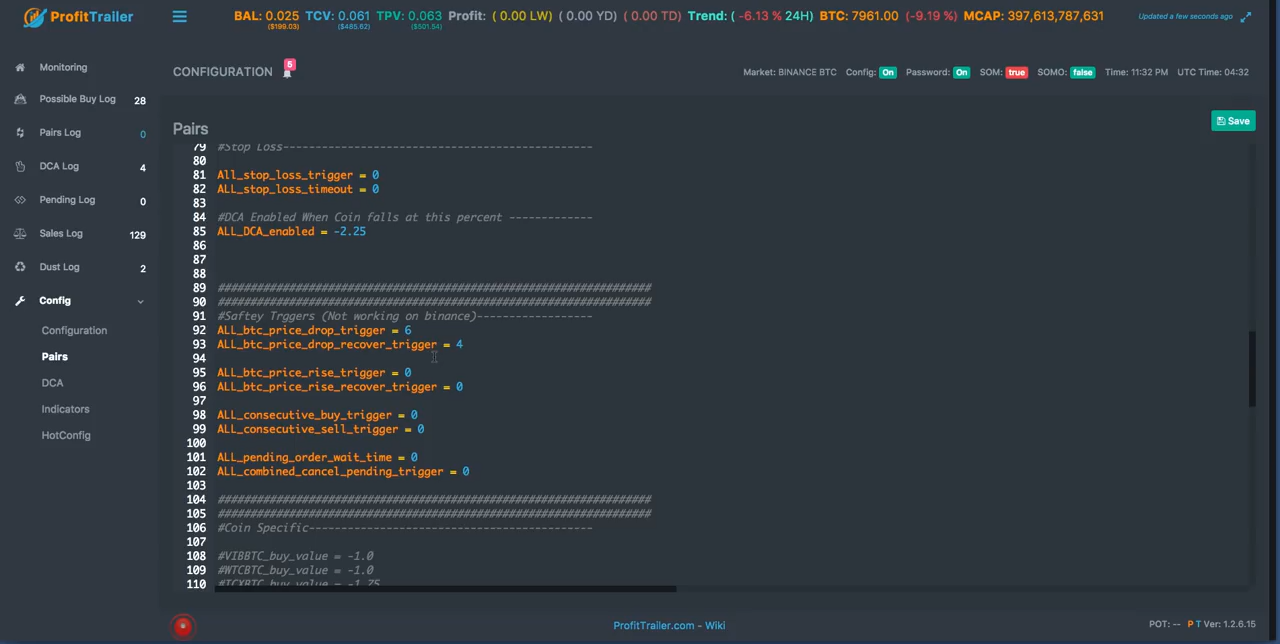 ProfitTrailer
BAL: 0.025 TCV: 0.061 TPV: 0.063 Profit: ( 0.00 LW) ( 0.00 YD) ( 0.00 TD) Trend: ( -6.13 % 24H) BTC: 7961.00 (-9.19 %) MCAP: 397,613,787,631
($199.03) ($485.62) ($501.54)
Updated a few seconds ago
CONFIGURATION 5
Market: BINANCE BTC Config: On Password: On SOM: true SOMO: false Time: 11:32 PM UTC Time: 04:32
Monitoring
Possible Buy Log 28
Pairs Log 0
DCA Log 4
Pending Log 0
Sales Log 129
Dust Log 2
Config
Configuration
Pairs
DCA
Indicators
HotConfig
Pairs
Save
79 #Stop Loss------------------------------------------------
80
81 All_stop_loss_trigger = 0
82 ALL_stop_loss_timeout = 0
83
84 #DCA Enabled When Coin falls at this percent -------------
85 ALL_DCA_enabled = -2.25
86
87
88
89 ###################################################################
90 ###################################################################
91 #Saftey Trggers (Not working on binance)------------------
92 ALL_btc_price_drop_trigger = 6
93 ALL_btc_price_drop_recover_trigger = 4
94
95 ALL_btc_price_rise_trigger = 0
96 ALL_btc_price_rise_recover_trigger = 0
97
98 ALL_consecutive_buy_trigger = 0
99 ALL_consecutive_sell_trigger = 0
100
101 ALL_pending_order_wait_time = 0
102 ALL_combined_cancel_pending_trigger = 0
103
104 ###################################################################
105 ###################################################################
106 #Coin Specific--------------------------------------------
107
108 #VIBBTC_buy_value = -1.0
109 #WTCBTC_buy_value = -1.0
110 #ICXBTC_buy_value = -1.75
ProfitTrailer.com - Wiki
POT: -- PT Ver: 1.2.6.15